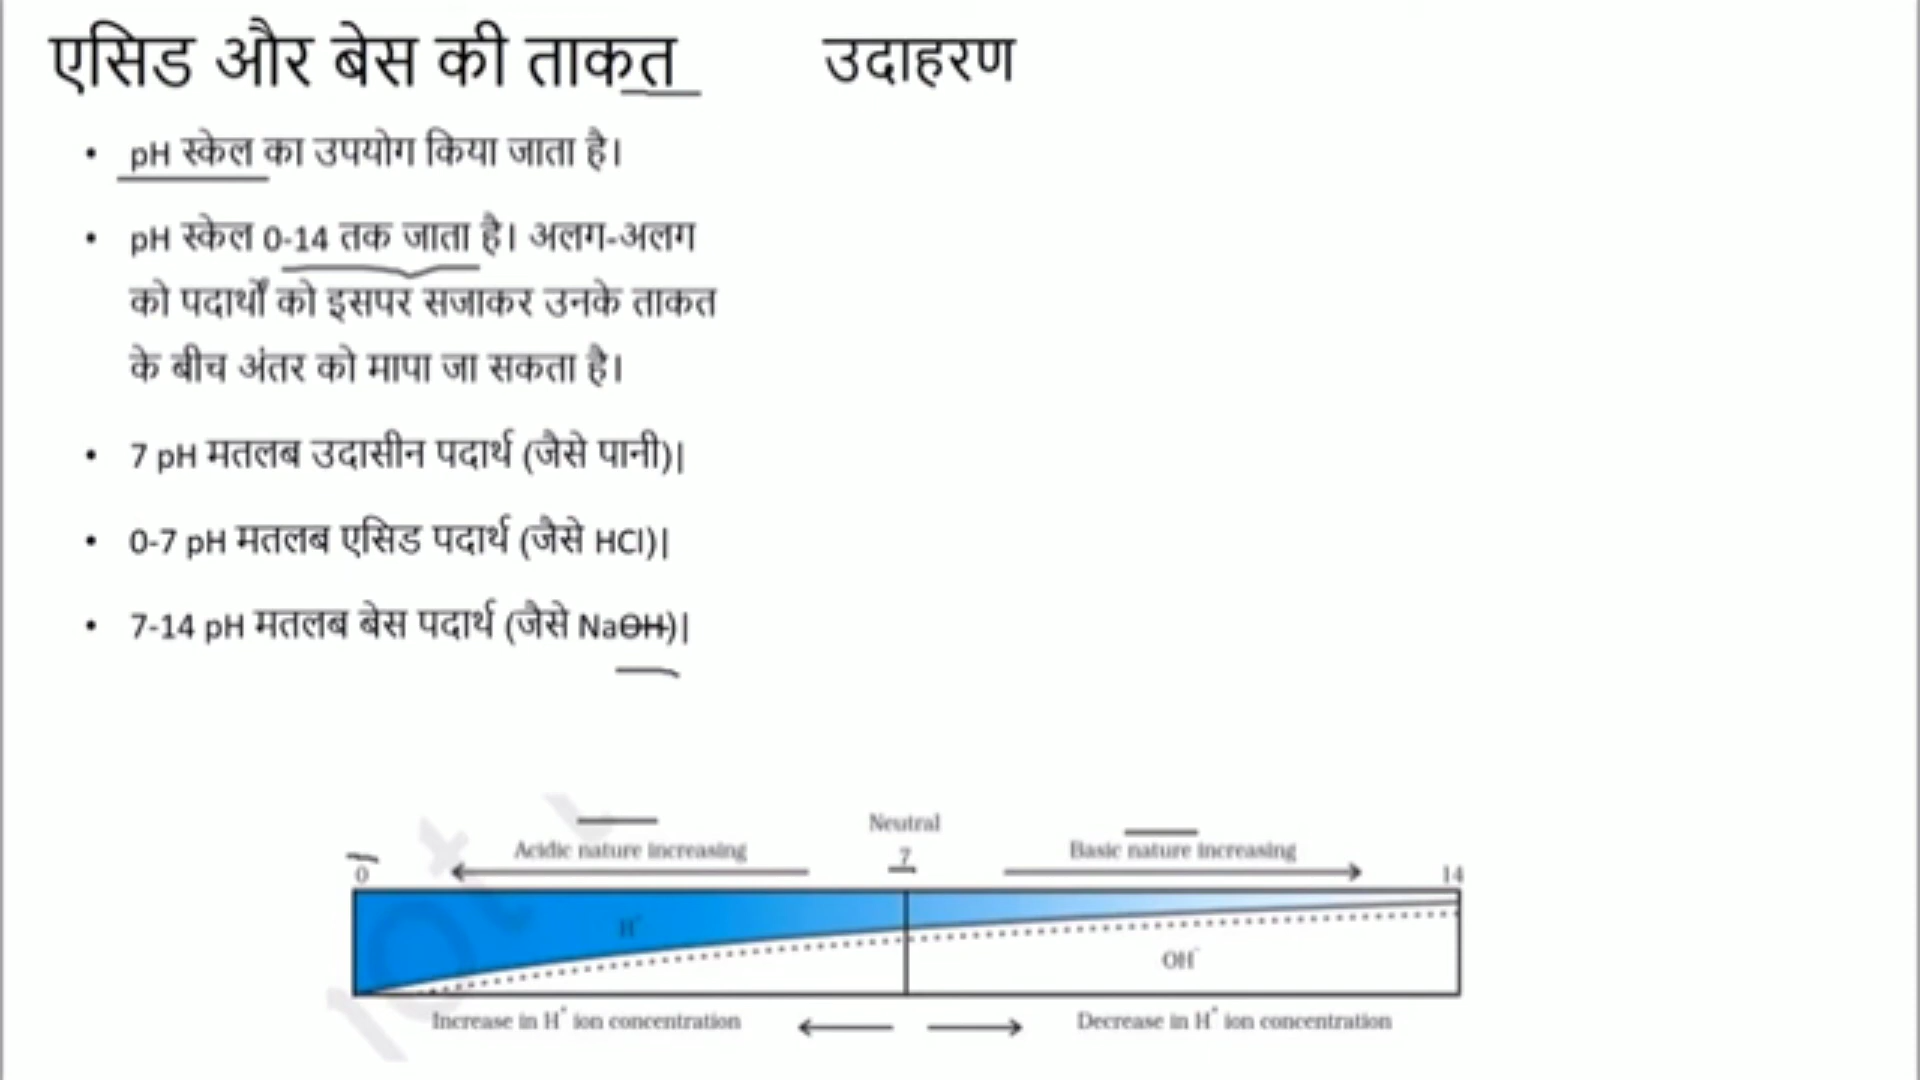 एसिड और बेस की ताकत
उदाहरण
• pH स्केल का उपयोग किया जाता है।
• pH स्केल 0-14 तक जाता है। अलग-अलग
को पदार्थों को इसपर सजाकर उनके ताकत
के बीच अंतर को मापा जा सकता है।
• 7 pH मतलब उदासीन पदार्थ (जैसे पानी)|
• 0-7 pH मतलब एसिड पदार्थ (जैसे HCl)|
• 7-14 pH मतलब बेस पदार्थ (जैसे NaOH)|
Neutral
Acidic nature increasing
7
Basic nature increasing
0
14
H⁺
OH⁻
Increase in H⁺ ion concentration
Decrease in H⁺ ion concentration